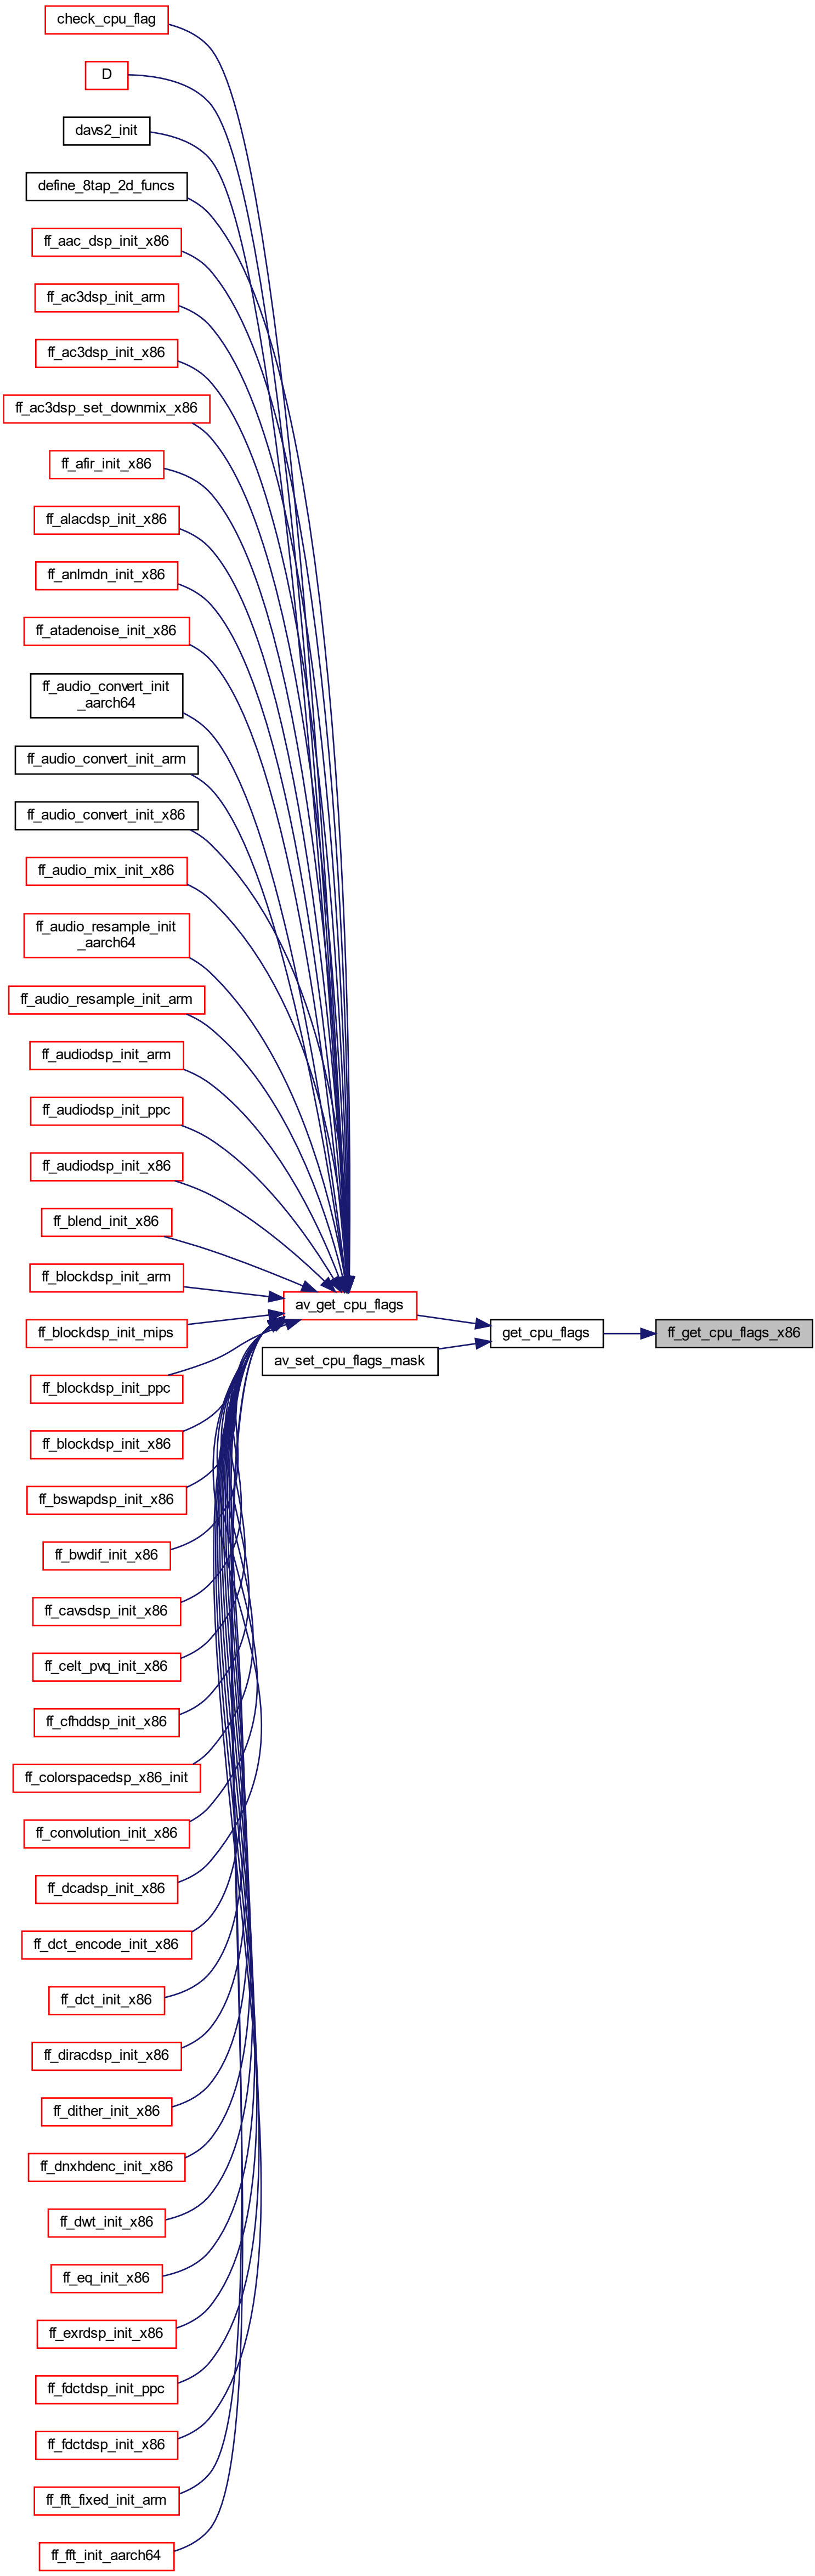 check_cpu_flag
D
davs2_init
define_8tap_2d_funcs
ff_aac_dsp_init_x86
ff_ac3dsp_init_arm
ff_ac3dsp_init_x86
ff_ac3dsp_set_downmix_x86
ff_afir_init_x86
ff_alacdsp_init_x86
ff_anlmdn_init_x86
ff_atadenoise_init_x86
ff_audio_convert_init
_aarch64
ff_audio_convert_init_arm
ff_audio_convert_init_x86
ff_audio_mix_init_x86
ff_audio_resample_init
_aarch64
ff_audio_resample_init_arm
ff_audiodsp_init_arm
ff_audiodsp_init_ppc
ff_audiodsp_init_x86
ff_blend_init_x86
ff_blockdsp_init_arm
ff_blockdsp_init_mips
ff_blockdsp_init_ppc
ff_blockdsp_init_x86
ff_bswapdsp_init_x86
ff_bwdif_init_x86
ff_cavsdsp_init_x86
ff_celt_pvq_init_x86
ff_cfhddsp_init_x86
ff_colorspacedsp_x86_init
ff_convolution_init_x86
ff_dcadsp_init_x86
ff_dct_encode_init_x86
ff_dct_init_x86
ff_diracdsp_init_x86
ff_dither_init_x86
ff_dnxhdenc_init_x86
ff_dwt_init_x86
ff_eq_init_x86
ff_exrdsp_init_x86
ff_fdctdsp_init_ppc
ff_fdctdsp_init_x86
ff_fft_fixed_init_arm
ff_fft_init_aarch64
av_get_cpu_flags
av_set_cpu_flags_mask
get_cpu_flags
ff_get_cpu_flags_x86